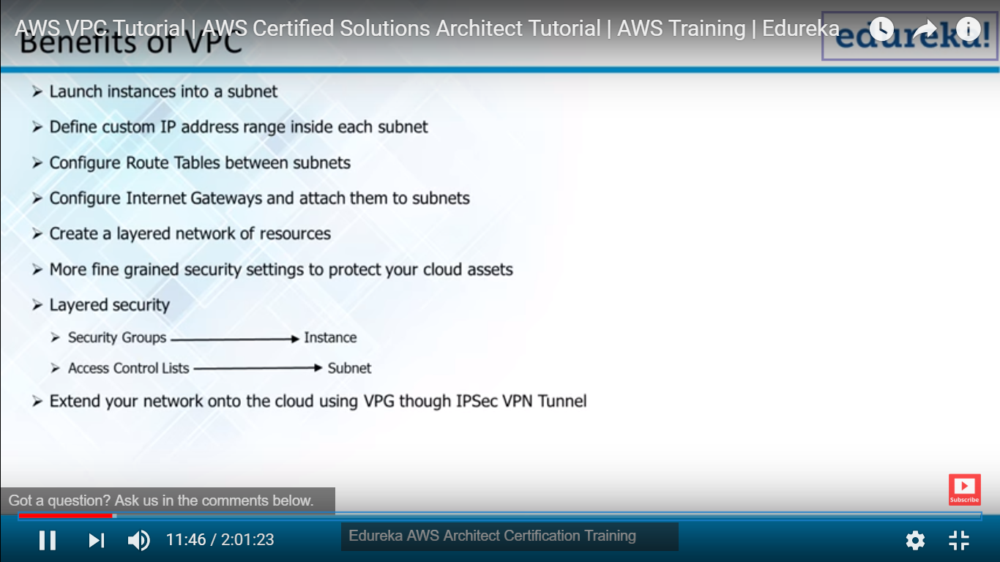 AWS VPC Tutorial | AWS Certified Solutions Architect Tutorial | AWS Training | Edureka
Benefits of VPC
edureka!
Launch instances into a subnet
Define custom IP address range inside each subnet
Configure Route Tables between subnets
Configure Internet Gateways and attach them to subnets
Create a layered network of resources
More fine grained security settings to protect your cloud assets
Layered security
Security Groups Instance
Access Control Lists Subnet
Extend your network onto the cloud using VPG though IPSec VPN Tunnel
Subscribe
Got a question? Ask us in the comments below.
11:46 / 2:01:23
Edureka AWS Architect Certification Training